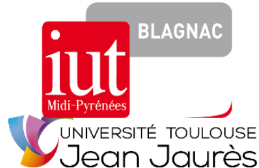 BLAGNAC
iut
Midi-Pyrénées
UNIVERSITÉ TOULOUSE
Jean Jaurès